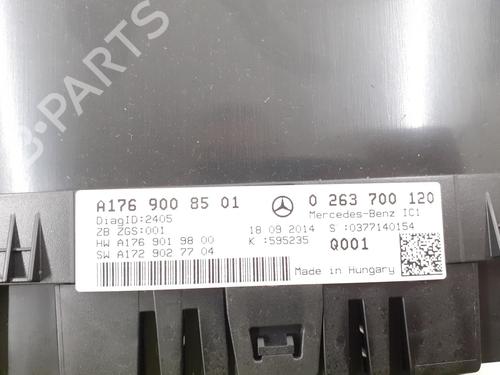 B-PARTS
A176 900 85 01
0 263 700 120
DiagID:2405
Mercedes-Benz IC1
ZB ZGS:001
18 09 2014
S :0377140154
HW A176 901 98 00
K :595235
Q001
SW A172 902 77 04
Made in Hungary